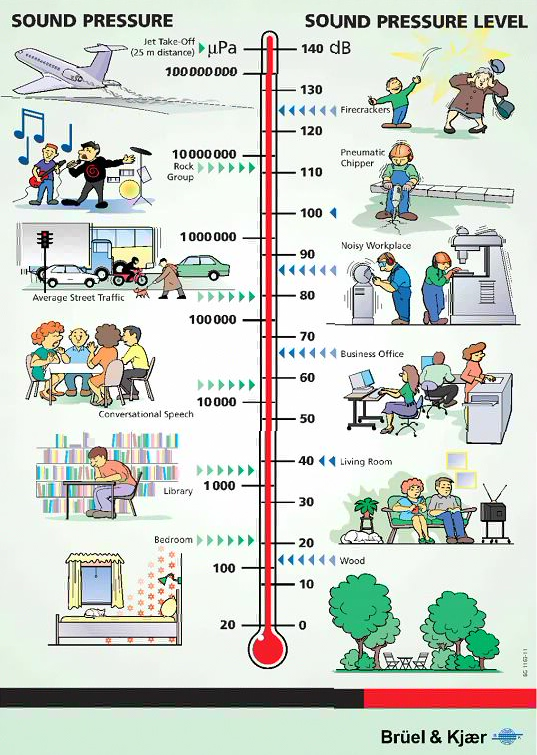 SOUND PRESSURE
SOUND PRESSURE LEVEL
Jet Take-Off
(25 m distance)
µPa
140 dB
100 000 000
130
Firecrackers
120
Pneumatic
Chipper
10 000 000
Rock
Group
110
100
1 000 000
Noisy Workplace
90
Average Street Traffic
80
100 000
70
Business Office
60
Conversational Speech
10 000
50
40
Living Room
Library
1 000
30
Bedroom
20
Wood
100
10
20
0
Brüel & Kjær